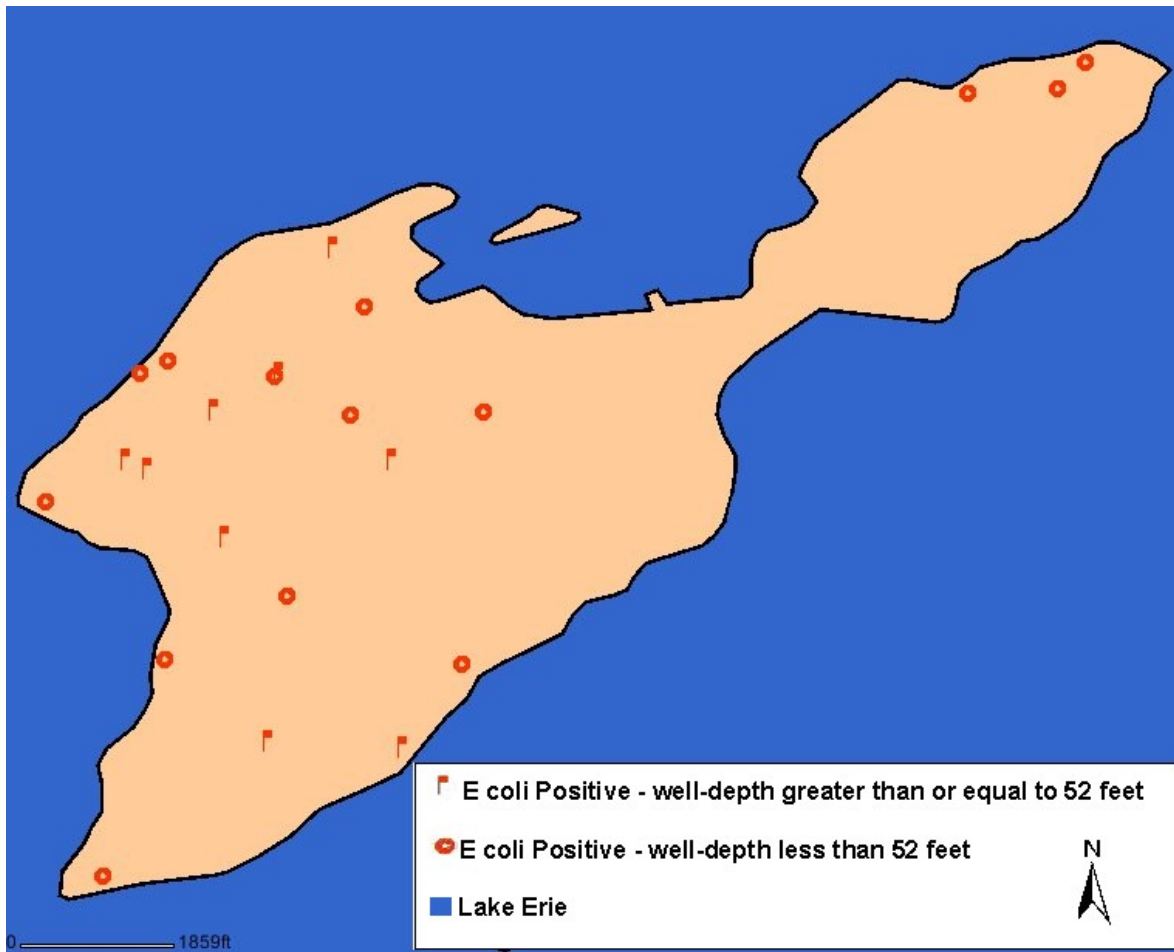 E coli Positive - well-depth greater than or equal to 52 feet
E coli Positive - well-depth less than 52 feet
N
Lake Erie
0 1859ft